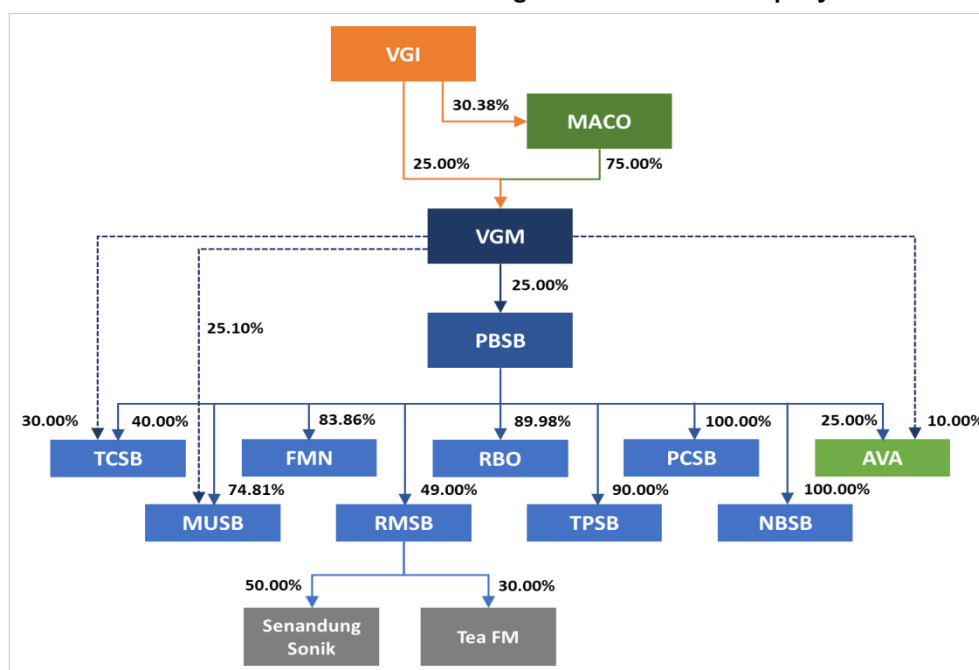 VGI
30.38%
MACO
25.00%
75.00%
VGM
25.00%
25.10%
PBSB
30.00%
40.00%
83.86%
89.98%
100.00%
25.00%
10.00%
TCSB
FMN
RBO
PCSB
AVA
74.81%
49.00%
90.00%
100.00%
MUSB
RMSB
TPSB
NBSB
50.00%
30.00%
Senandung
Sonik
Tea FM